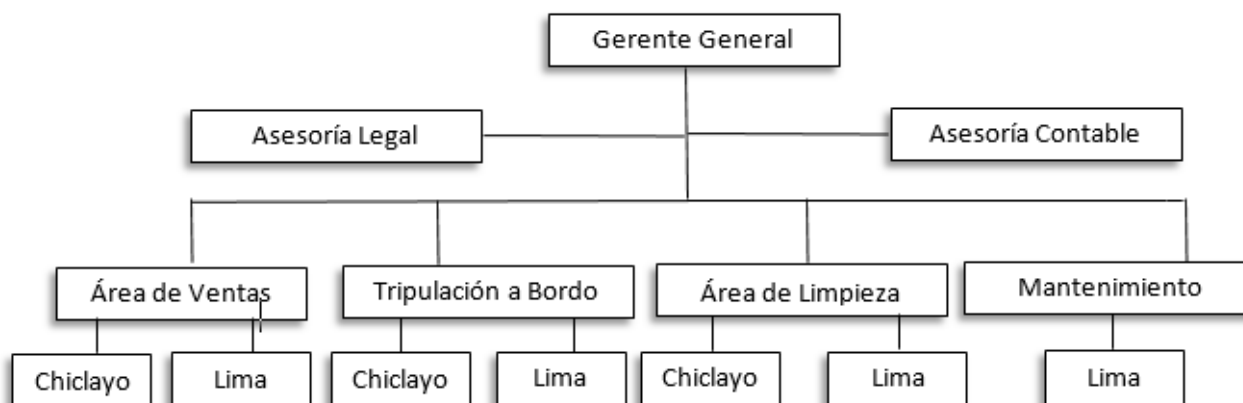 Gerente General
Asesoría Legal
Asesoría Contable
Área de Ventas
Tripulación a Bordo
Área de Limpieza
Mantenimiento
Chiclayo
Lima
Chiclayo
Lima
Chiclayo
Lima
Lima